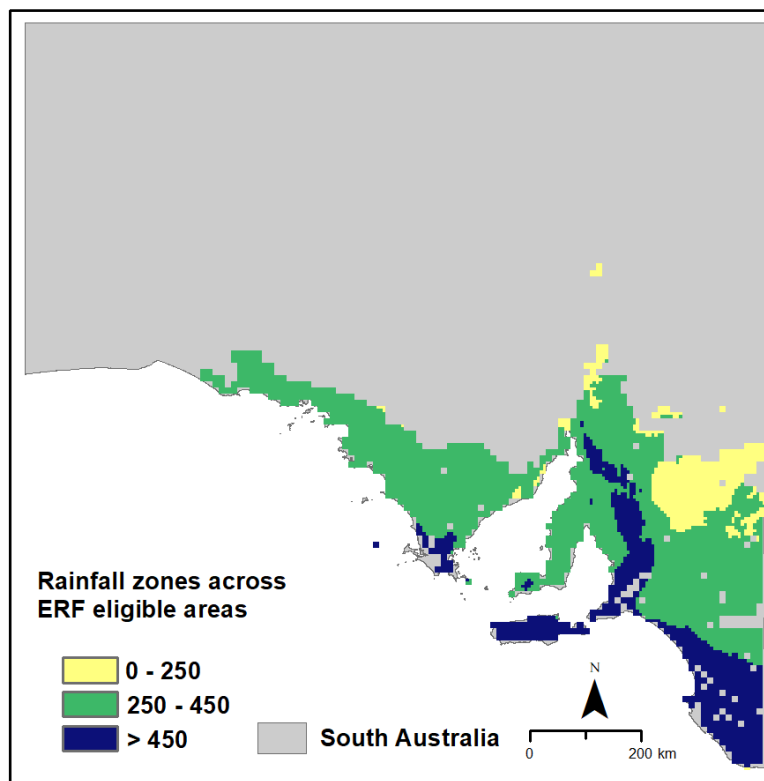 Rainfall zones across
ERF eligible areas
0 - 250
250 - 450
> 450
South Australia
N
0 200 km